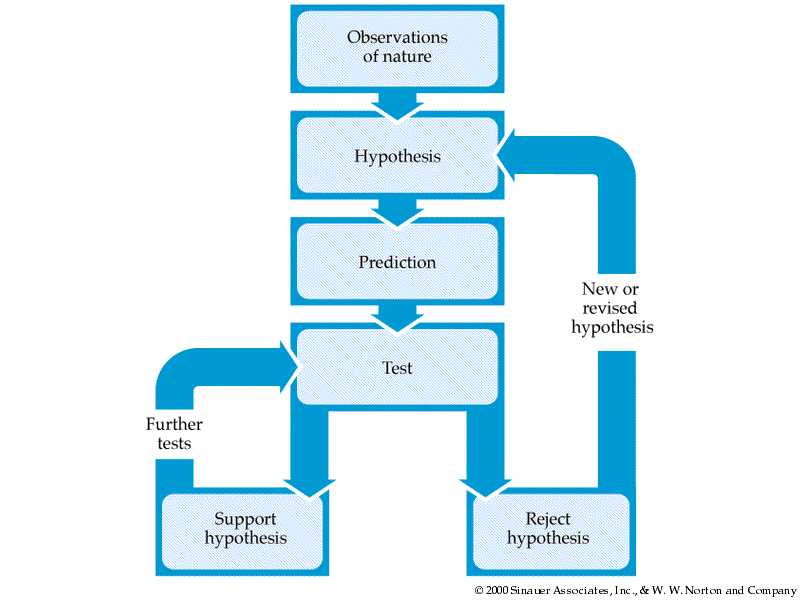 Observations
of nature
Hypothesis
Prediction
New or
revised
hypothesis
Test
Further
tests
Support
hypothesis
Reject
hypothesis
© 2000 Sinauer Associates, Inc., & W. W. Norton and Company